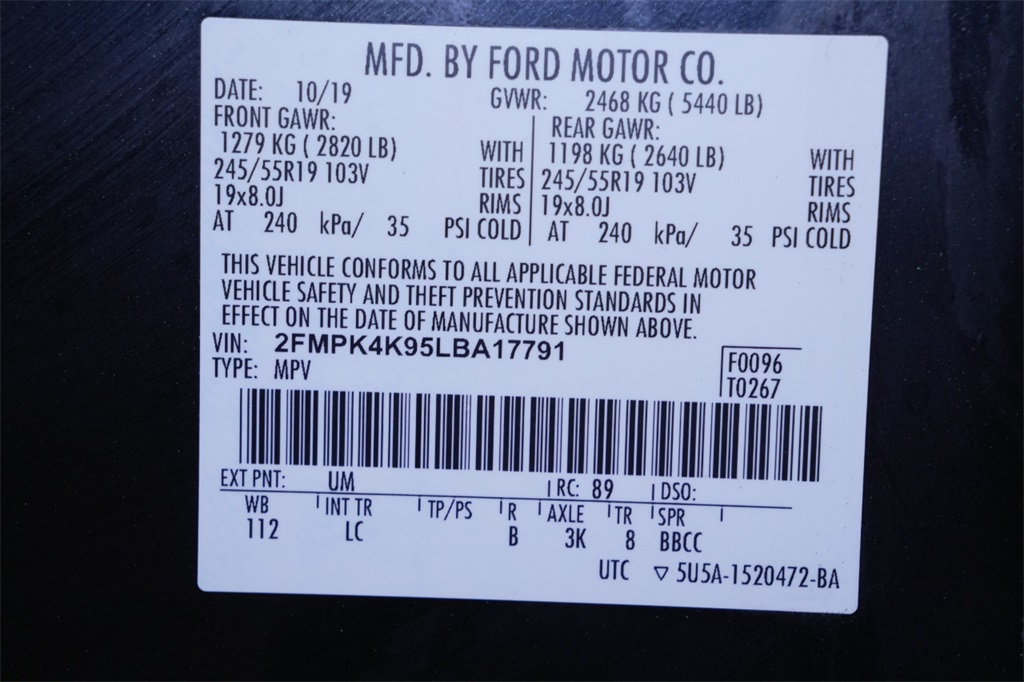 MFD. BY FORD MOTOR CO.
DATE: 10/19 GVWR: 2468 KG ( 5440 LB)
FRONT GAWR: REAR GAWR:
1279 KG ( 2820 LB) WITH 1198 KG ( 2640 LB) WITH
245/55R19 103V TIRES 245/55R19 103V TIRES
19x8.0J RIMS 19x8.0J RIMS
AT 240 kPa/ 35 PSI COLD AT 240 kPa/ 35 PSI COLD
THIS VEHICLE CONFORMS TO ALL APPLICABLE FEDERAL MOTOR
VEHICLE SAFETY AND THEFT PREVENTION STANDARDS IN
EFFECT ON THE DATE OF MANUFACTURE SHOWN ABOVE.
VIN: 2FMPK4K95LBA17791
TYPE: MPV
F0096
T0267
EXT PNT: UM RC: 89 DSO:
WB INT TR TP/PS R AXLE TR SPR
112 LC B 3K 8 BBCC
UTC ▽ 5U5A-1520472-BA